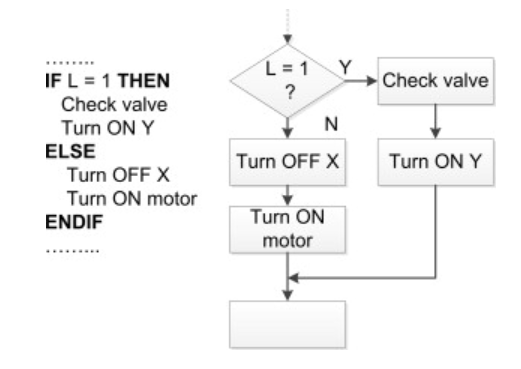 ........
IF L = 1 THEN
Check valve
Turn ON Y
ELSE
Turn OFF X
Turn ON motor
ENDIF
.........
L = 1
?
Y
Check valve
N
Turn OFF X
Turn ON Y
Turn ON
motor